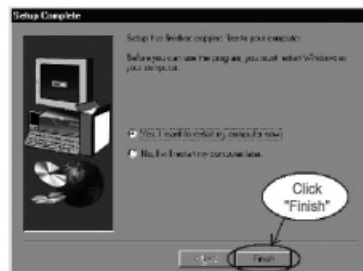 Setup Complete
Setup has finished copying files to your computer.
Before you can use the program, you must restart Windows or
your computer.
Yes, I want to restart my computer now.
No, I will restart my computer later.
Click
"Finish"
Finish